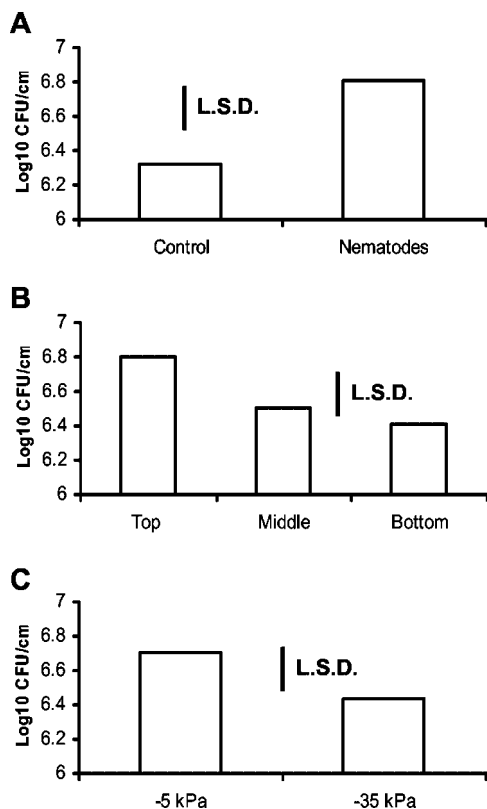 A
Log10 CFU/cm
7
6.8
6.6
6.4
6.2
6
L.S.D.
Control Nematodes
B
Log10 CFU/cm
7
6.8
6.6
6.4
6.2
6
L.S.D.
Top Middle Bottom
C
Log10 CFU/cm
7
6.8
6.6
6.4
6.2
6
L.S.D.
-5 kPa -35 kPa